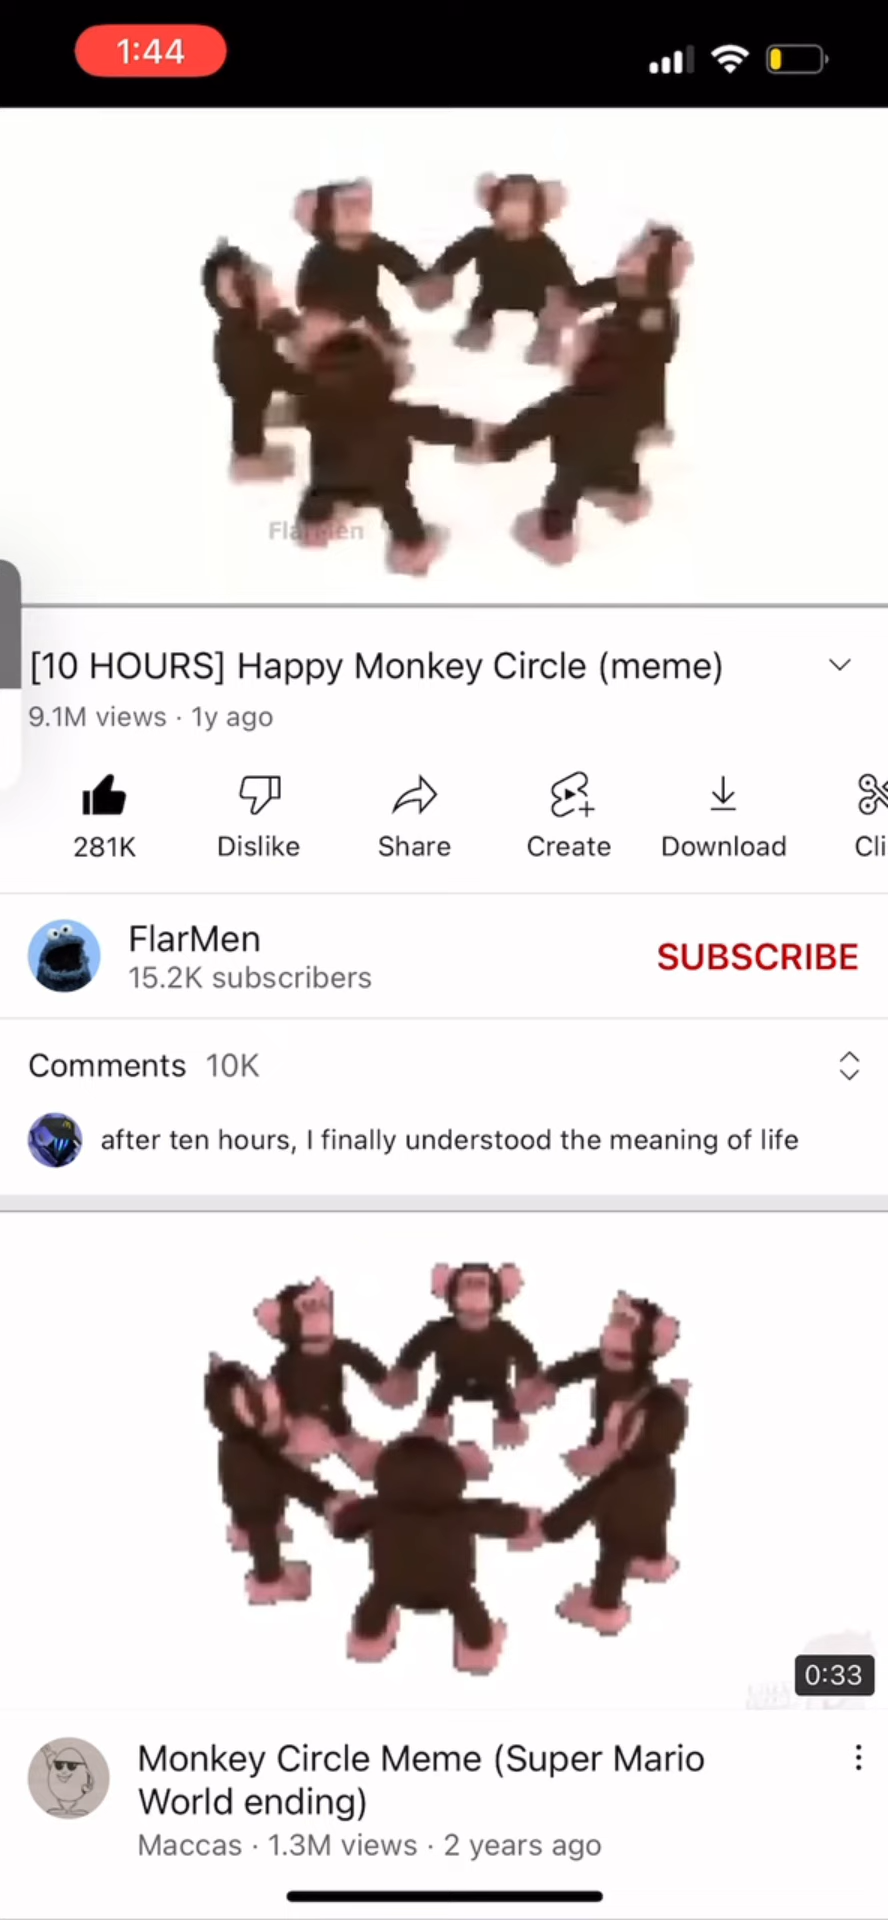 1:44
FlarMen
[10 HOURS] Happy Monkey Circle (meme)
9.1M views · 1y ago
281K
Dislike
Share
Create
Download
Cli
FlarMen
15.2K subscribers
SUBSCRIBE
Comments 10K
after ten hours, I finally understood the meaning of life
0:33
Monkey Circle Meme (Super Mario
World ending)
Maccas · 1.3M views · 2 years ago